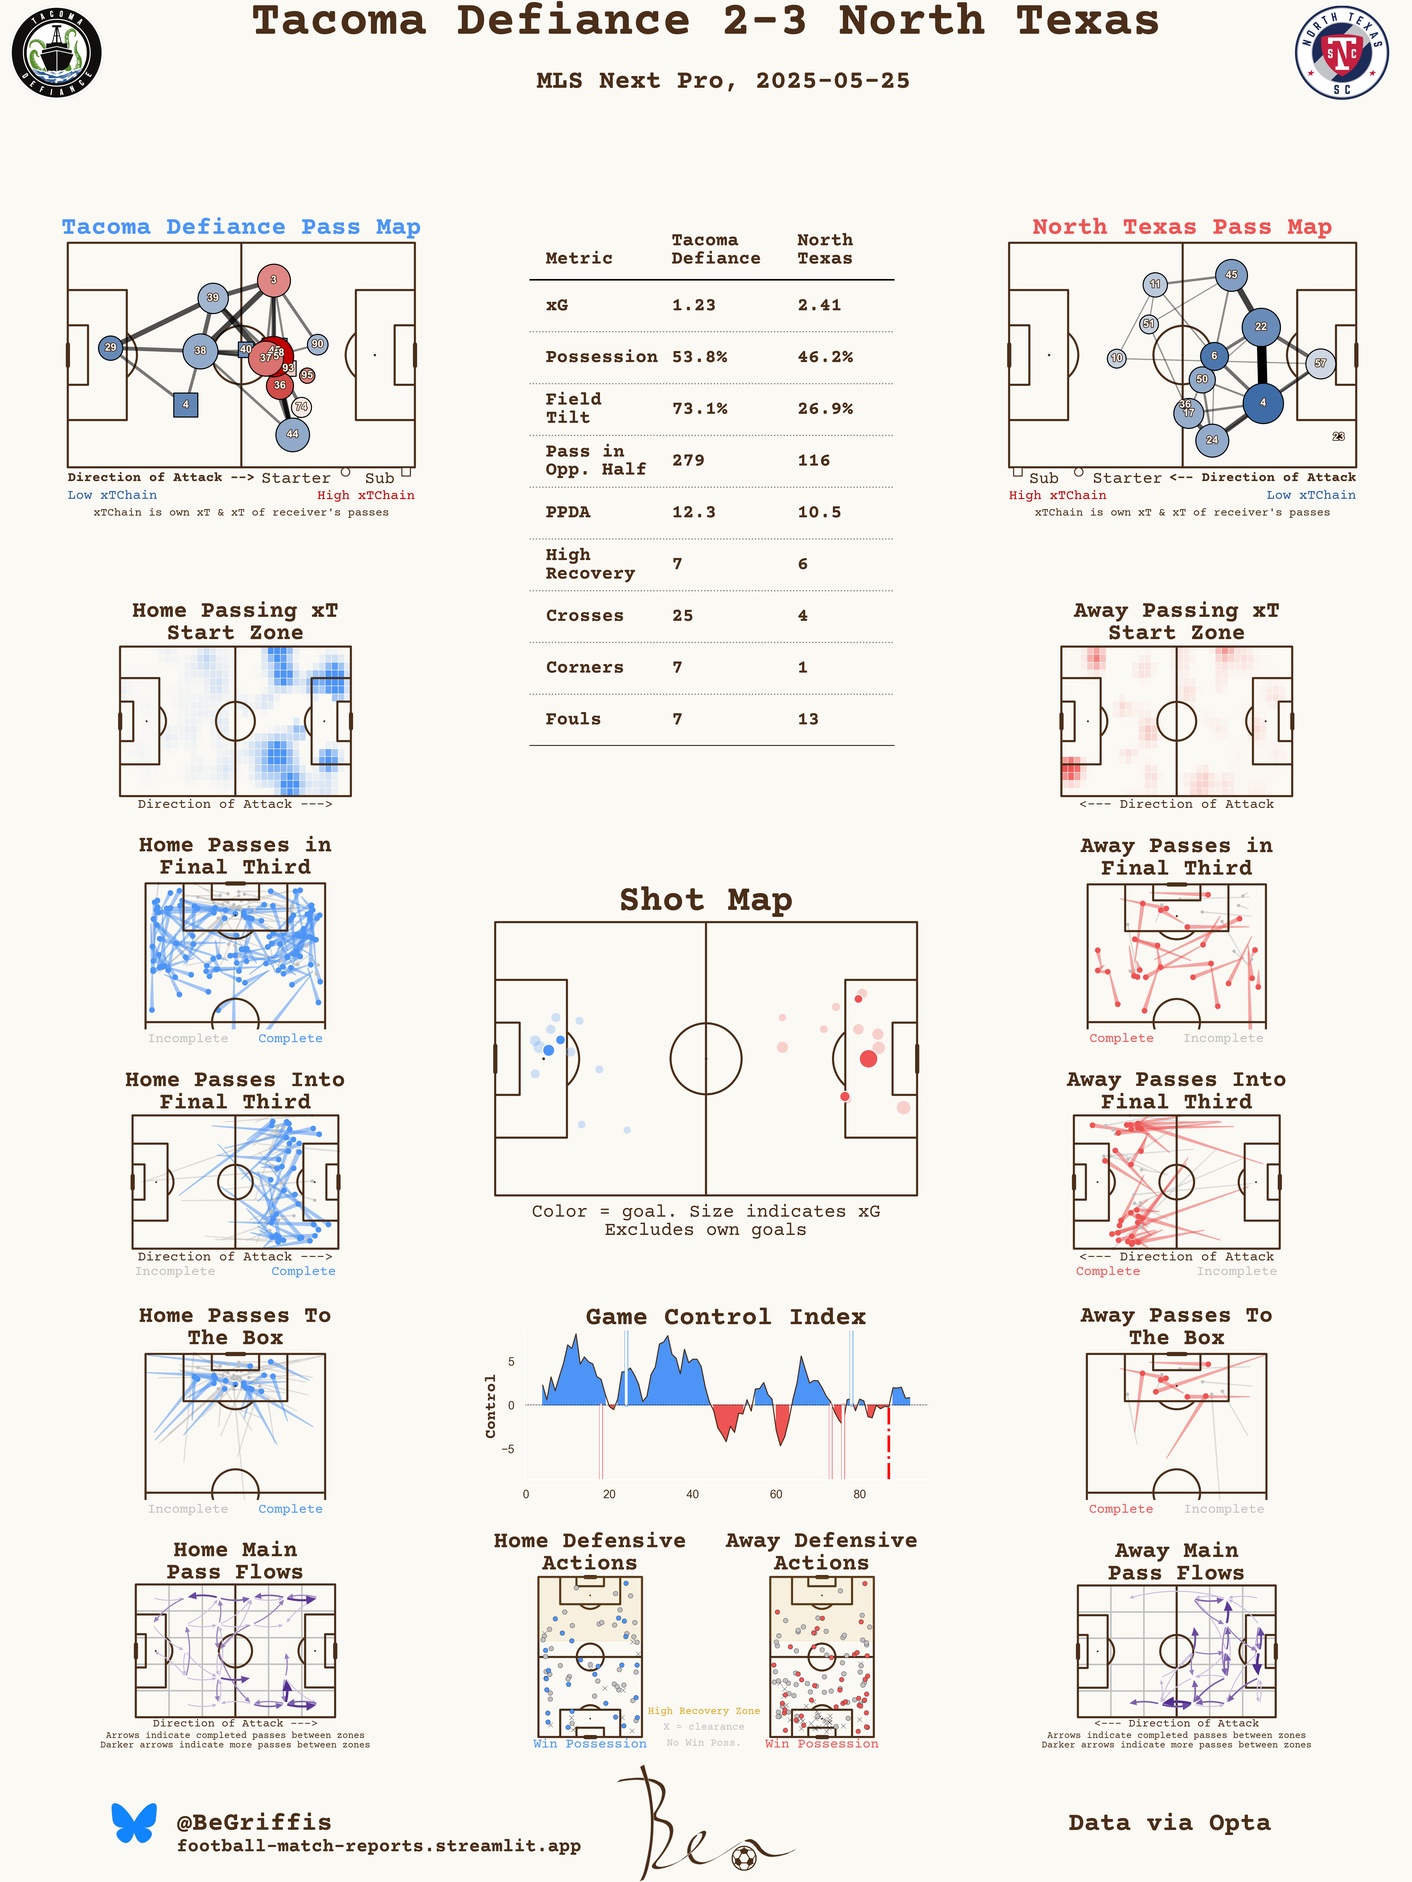 Tacoma Defiance 2-3 North Texas
MLS Next Pro, 2025-05-25
TACOMA
DEFIANCE
NORTH TEXAS
SC
Tacoma Defiance Pass Map
3
39
29
38
40
90
37
93
95
36
74
4
44
Direction of Attack --> Starter Sub
Low xTChain High xTChain
xTChain is own xT & xT of receiver's passes
Metric Tacoma Defiance North Texas
xG 1.23 2.41
Possession 53.8% 46.2%
Field Tilt 73.1% 26.9%
Pass in Opp. Half 279 116
PPDA 12.3 10.5
High Recovery 7 6
Crosses 25 4
Corners 7 1
Fouls 7 13
North Texas Pass Map
45
11
51
22
10
6
57
50
36
17
4
24
23
Sub Starter <-- Direction of Attack
High xTChain Low xTChain
xTChain is own xT & xT of receiver's passes
Home Passing xT
Start Zone
Direction of Attack --->
Away Passing xT
Start Zone
<--- Direction of Attack
Home Passes in
Final Third
Incomplete Complete
Away Passes in
Final Third
Complete Incomplete
Shot Map
Color = goal. Size indicates xG
Excludes own goals
Home Passes Into
Final Third
Direction of Attack --->
Incomplete Complete
Away Passes Into
Final Third
<--- Direction of Attack
Complete Incomplete
Home Passes To
The Box
Incomplete Complete
Game Control Index
Control
5
0
−5
0 20 40 60 80
Away Passes To
The Box
Complete Incomplete
Home Main
Pass Flows
Direction of Attack --->
Arrows indicate completed passes between zones
Darker arrows indicate more passes between zones
Home Defensive
Actions
Win Possession
High Recovery Zone
X = clearance
No Win Poss.
Away Defensive
Actions
Win Possession
Away Main
Pass Flows
<--- Direction of Attack
Arrows indicate completed passes between zones
Darker arrows indicate more passes between zones
@BeGriffis
football-match-reports.streamlit.app
Ben
Data via Opta